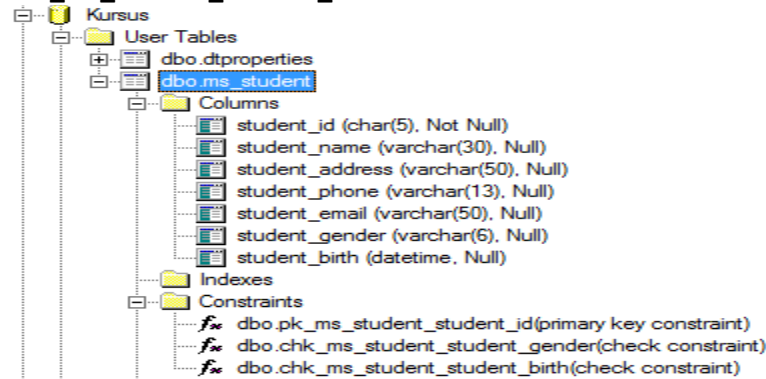 Kursus
User Tables
dbo.dtproperties
dbo.ms_student
Columns
student_id (char(5), Not Null)
student_name (varchar(30), Null)
student_address (varchar(50), Null)
student_phone (varchar(13), Null)
student_email (varchar(50), Null)
student_gender (varchar(6), Null)
student_birth (datetime, Null)
Indexes
Constraints
dbo.pk_ms_student_student_id(primary key constraint)
dbo.chk_ms_student_student_gender(check constraint)
dbo.chk_ms_student_student_birth(check constraint)